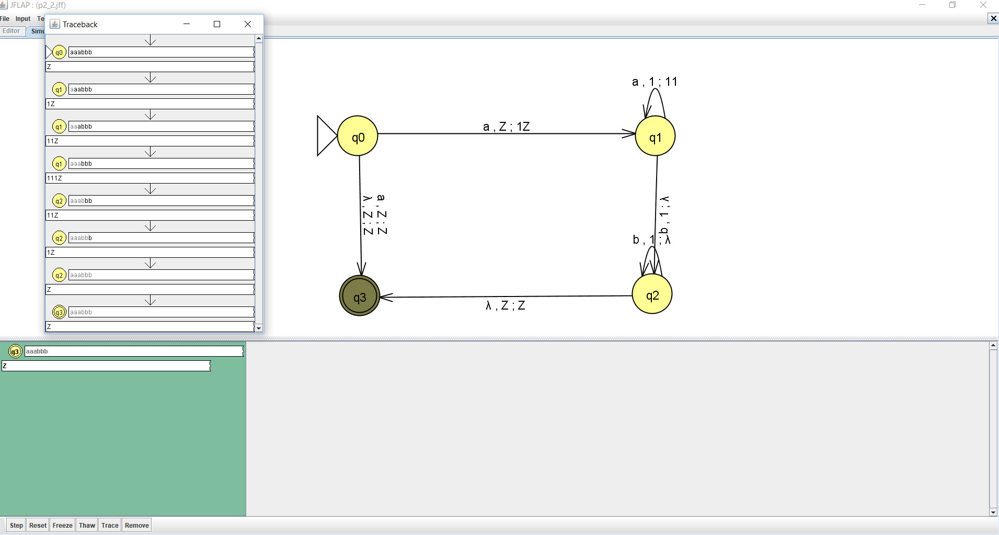 JFLAP : (p2_2.jff)
File Input Te
Editor Simu
Traceback
q0 aaabbb
Z
q1 aaabbb
1Z
q1 aaabbb
11Z
q1 aaabbb
111Z
q2 aaabbb
11Z
q2 aaabbb
1Z
q2 aaabbb
Z
q3 aaabbb
Z
a , 1 ; 11
q0
a , Z ; 1Z
q1
a , Z ; Z
λ , Z ; Z
b , 1 ; λ
b , 1 ; λ
q3
λ , Z ; Z
q2
q3 aaabbb
Z
Step Reset Freeze Thaw Trace Remove